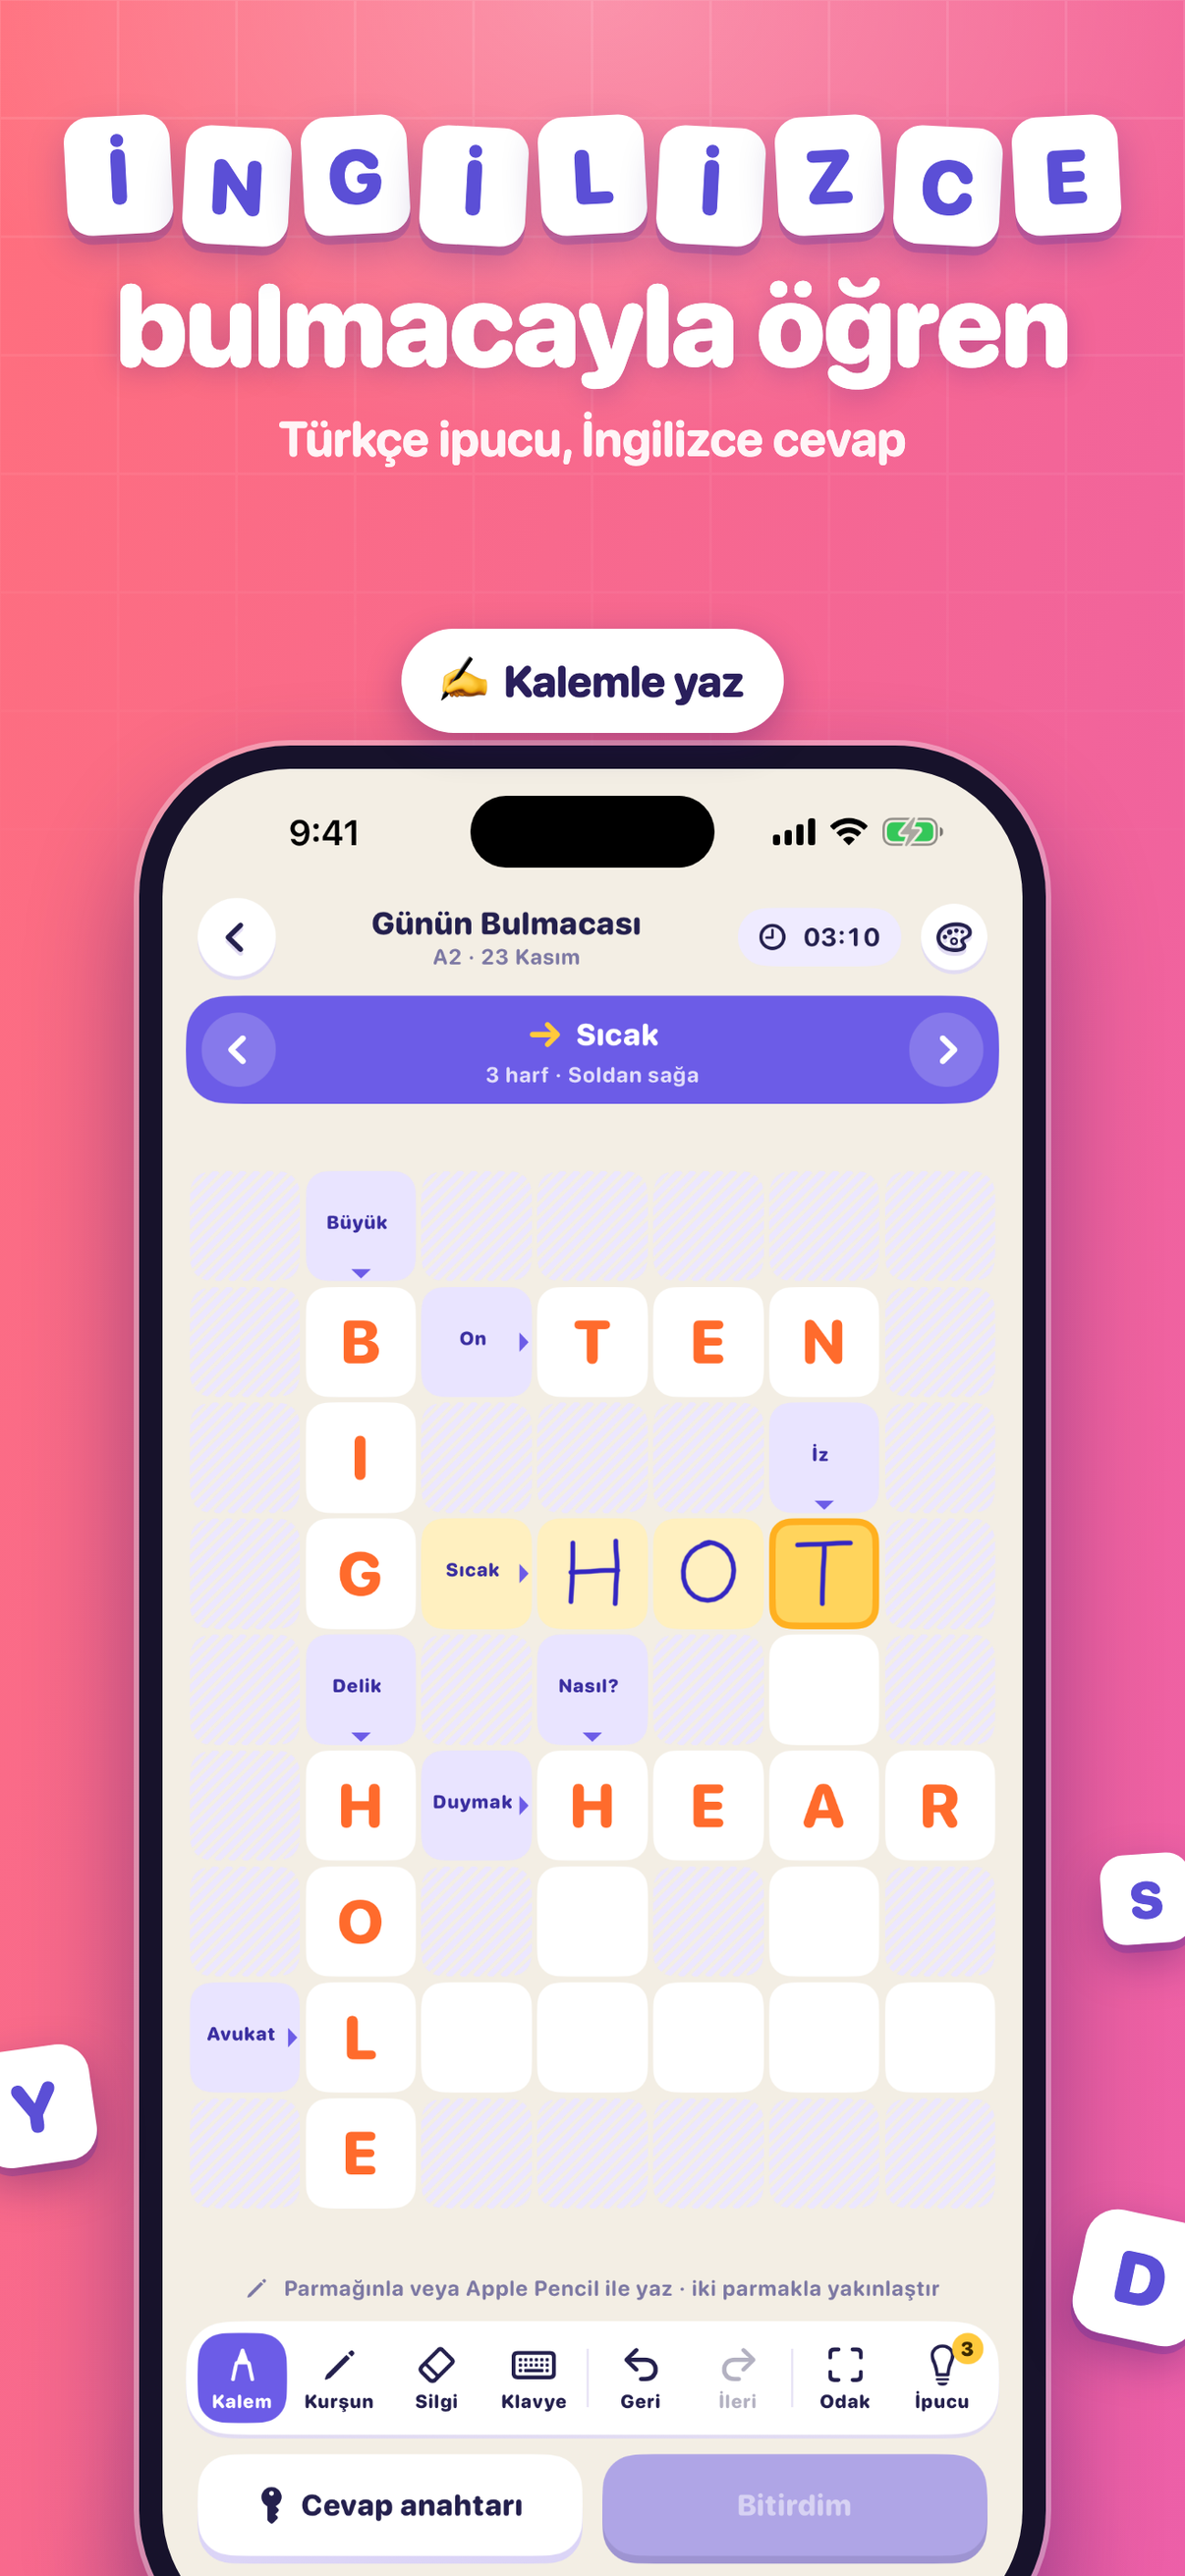 İNGİLİZCE
bulmacayla öğren
Türkçe ipucu, İngilizce cevap
✍️ Kalemle yaz
9:41
Günün Bulmacası
A2 · 23 Kasım
03:10
→ Sıcak
3 harf · Soldan sağa
Büyük
B On T E N
I İz
G Sıcak H O T
Delik Nasıl?
H Duymak H E A R
O
S
Avukat L
Y
E
D
Parmağınla veya Apple Pencil ile yaz · iki parmakla yakınlaştır
3
Kalem Kurşun Silgi Klavye Geri İleri Odak İpucu
Cevap anahtarı Bitirdim